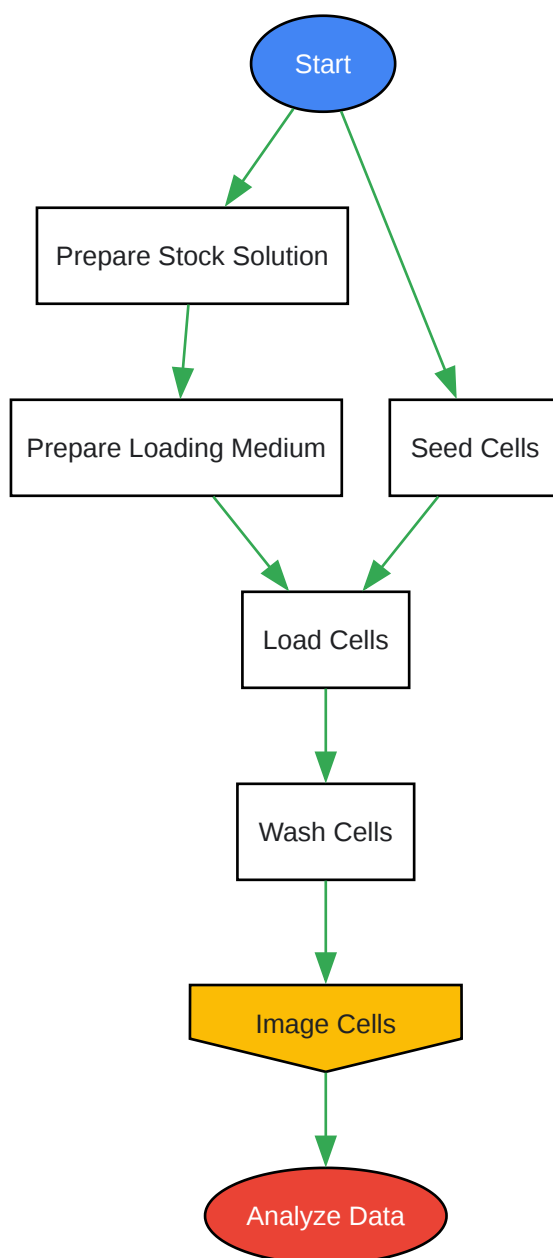 Start
Prepare Stock Solution
Prepare Loading Medium
Seed Cells
Load Cells
Wash Cells
Image Cells
Analyze Data